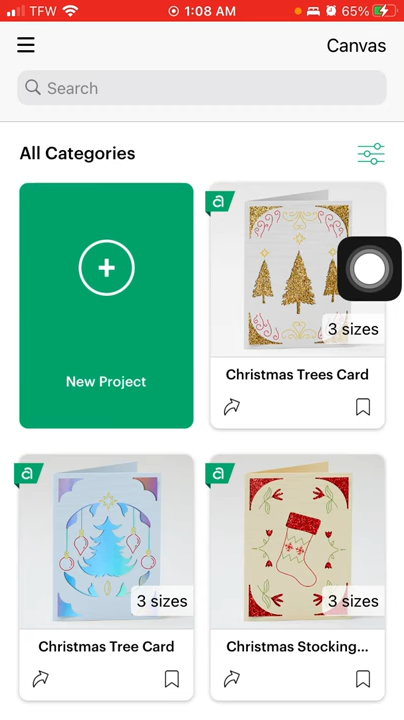 TFW 1:08 AM 65%
Canvas
Search
All Categories
New Project
3 sizes
Christmas Trees Card
a
a
3 sizes
Christmas Tree Card
a
3 sizes
Christmas Stocking...